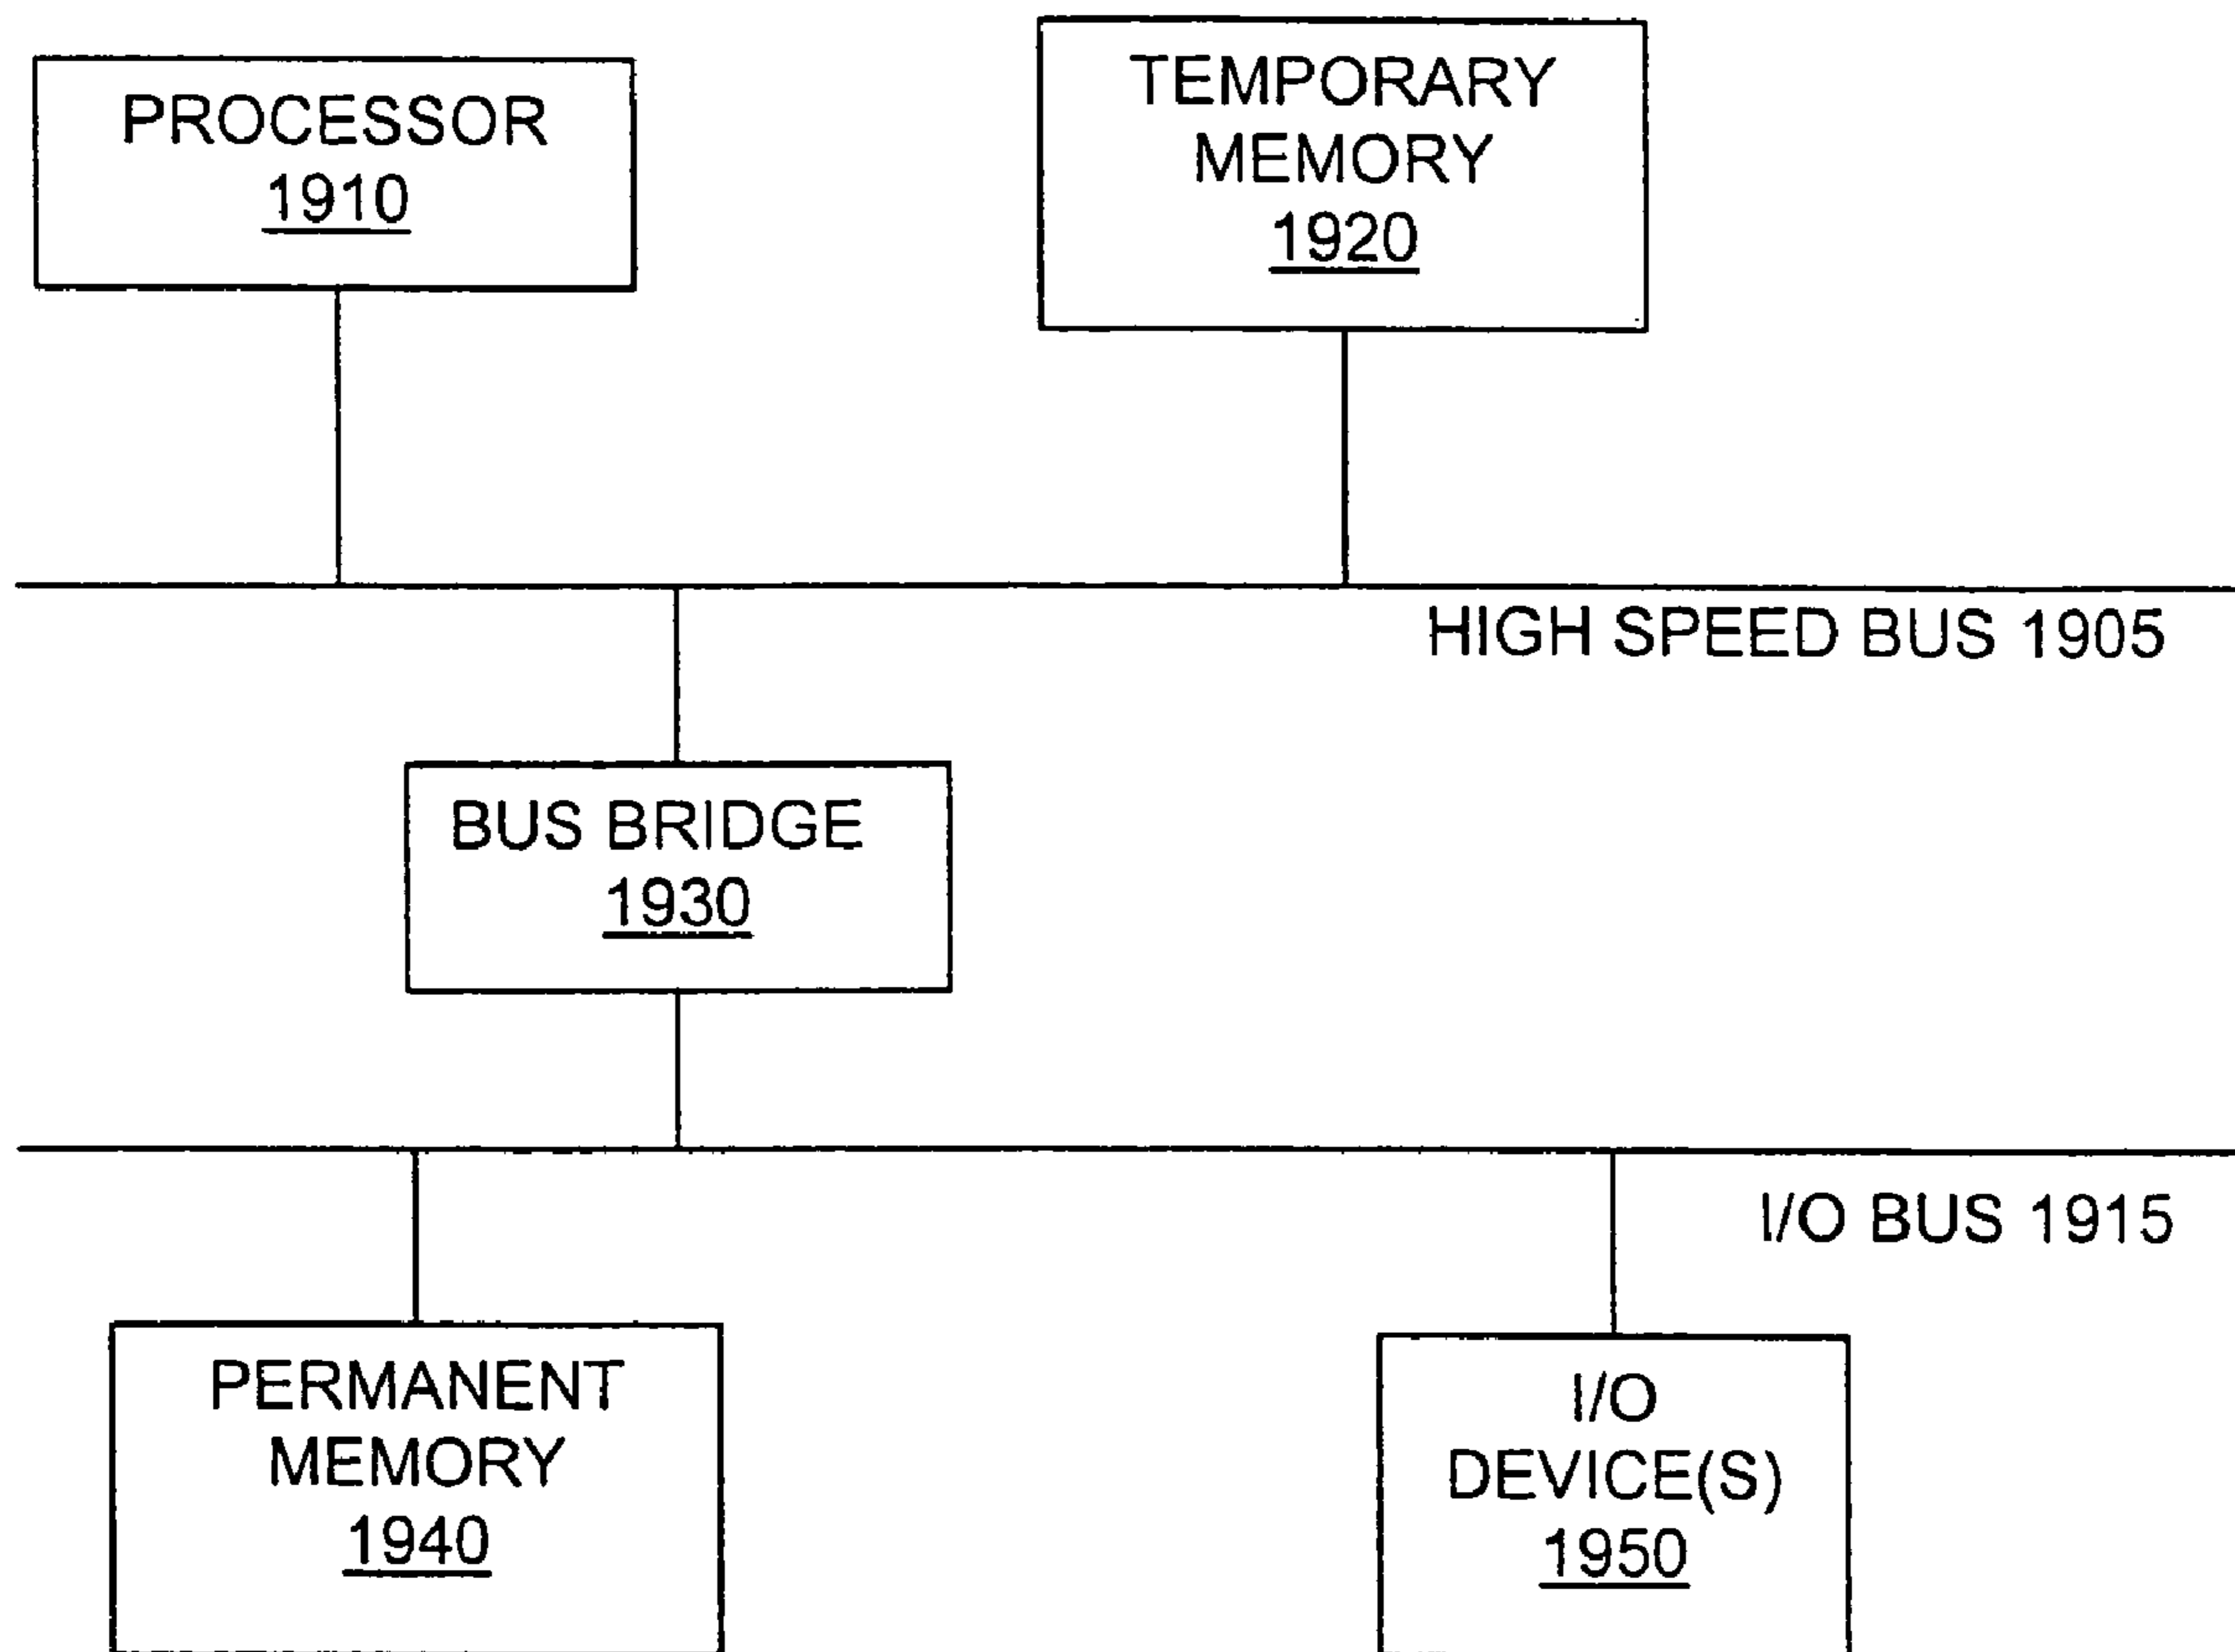 PROCESSOR
1910
TEMPORARY
MEMORY
1920
HIGH SPEED BUS 1905
BUS BRIDGE
1930
I/O BUS 1915
PERMANENT
MEMORY
1940
I/O
DEVICE(S)
1950